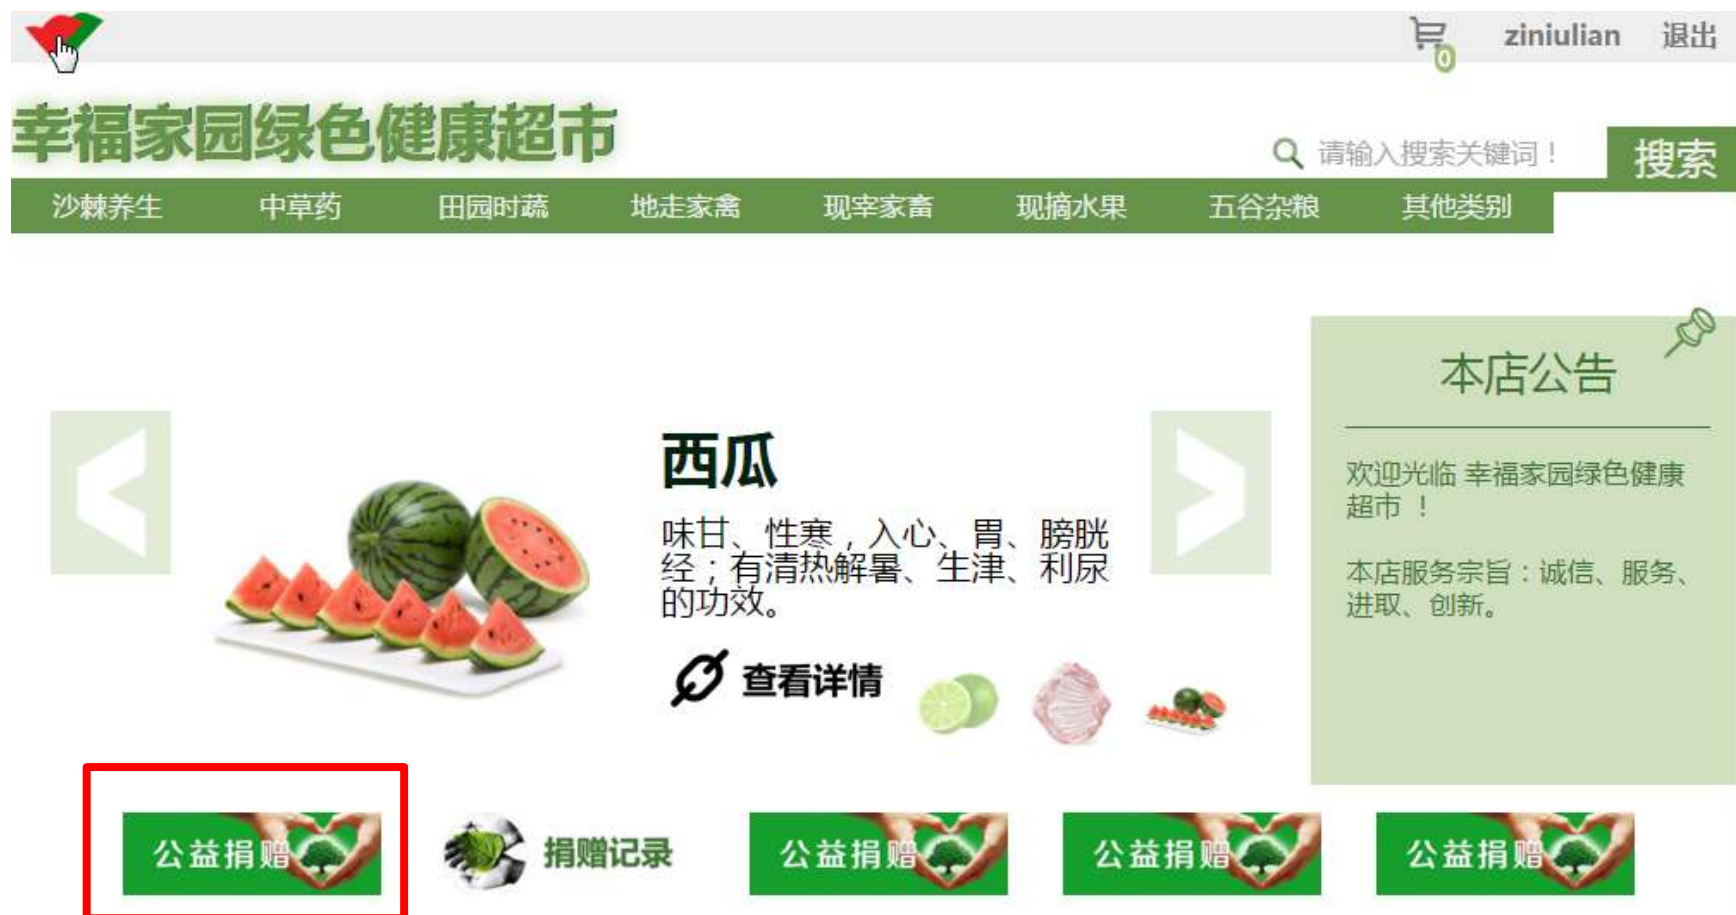 0
ziniulian
退出
幸福家园绿色健康超市
请输入搜索关键词！
搜索
沙棘养生
中草药
田园时蔬
地走家禽
现宰家畜
现摘水果
五谷杂粮
其他类别
西瓜
味甘、性寒，入心、胃、膀胱
经；有清热解暑、生津、利尿
的功效。
查看详情
本店公告
欢迎光临 幸福家园绿色健康
超市 ！
本店服务宗旨：诚信、服务、
进取、创新。
公益捐赠
捐赠记录
公益捐赠
公益捐赠
公益捐赠